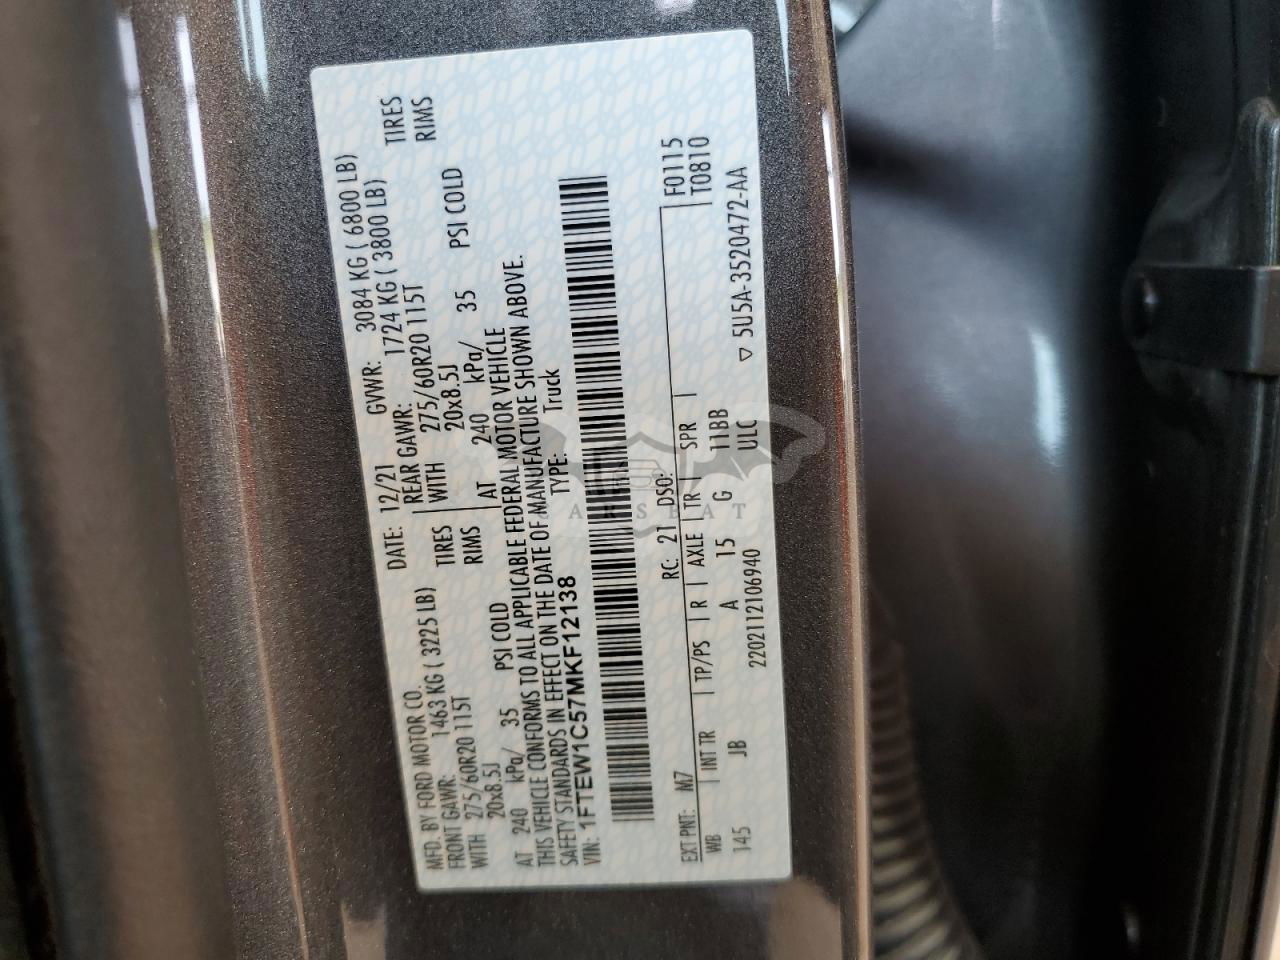 MFD. BY FORD MOTOR CO.
DATE: 12/21 GVWR: 3084 KG ( 6800 LB)
FRONT GAWR: 1463 KG ( 3225 LB)
REAR GAWR: 1724 KG ( 3800 LB)
WITH 275/60R20 115T TIRES
WITH 275/60R20 115T TIRES
20x8.5J RIMS
20x8.5J RIMS
AT 240 kPa/ 35 PSI COLD
AT 240 kPa/ 35 PSI COLD
THIS VEHICLE CONFORMS TO ALL APPLICABLE FEDERAL MOTOR VEHICLE
SAFETY STANDARDS IN EFFECT ON THE DATE OF MANUFACTURE SHOWN ABOVE.
VIN: 1FTEW1C57MKF12138 TYPE: Truck
F0115
T0810
EXT PNT: M7 RC: 21 DSO:
WB INT TR TP/PS R AXLE TR SPR
145 JB A 15 G 11BB
2202112106940 ULC ▽ 5U5A-3520472-AA